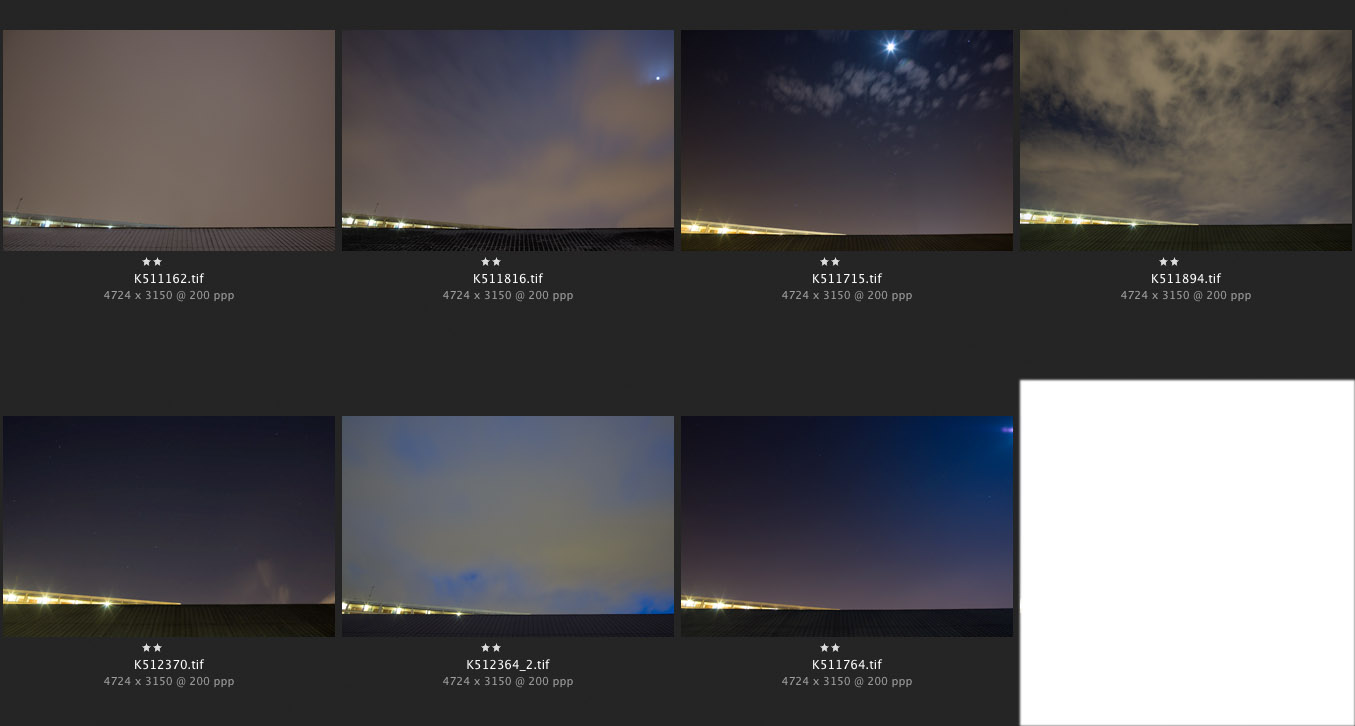 K511162.tif
4724 x 3150 @ 200 ppp
K511816.tif
4724 x 3150 @ 200 ppp
K511715.tif
4724 x 3150 @ 200 ppp
K511894.tif
4724 x 3150 @ 200 ppp
K512370.tif
4724 x 3150 @ 200 ppp
K512364_2.tif
4724 x 3150 @ 200 ppp
K511764.tif
4724 x 3150 @ 200 ppp